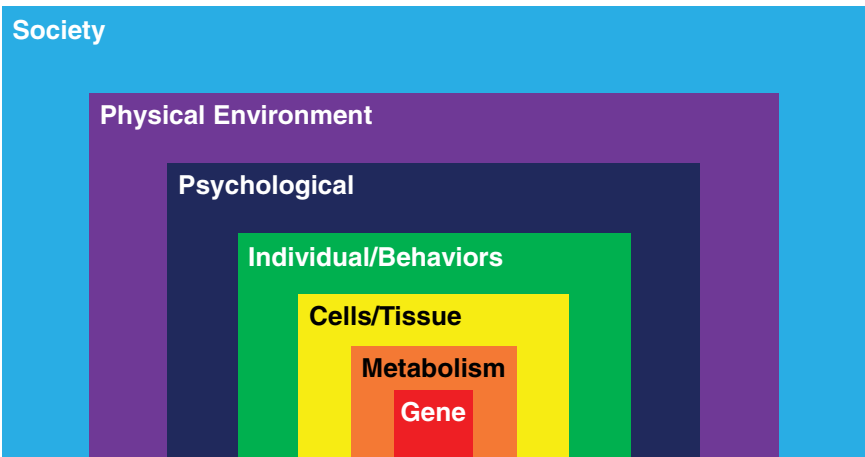 Society
Physical Environment
Psychological
Individual/Behaviors
Cells/Tissue
Metabolism
Gene